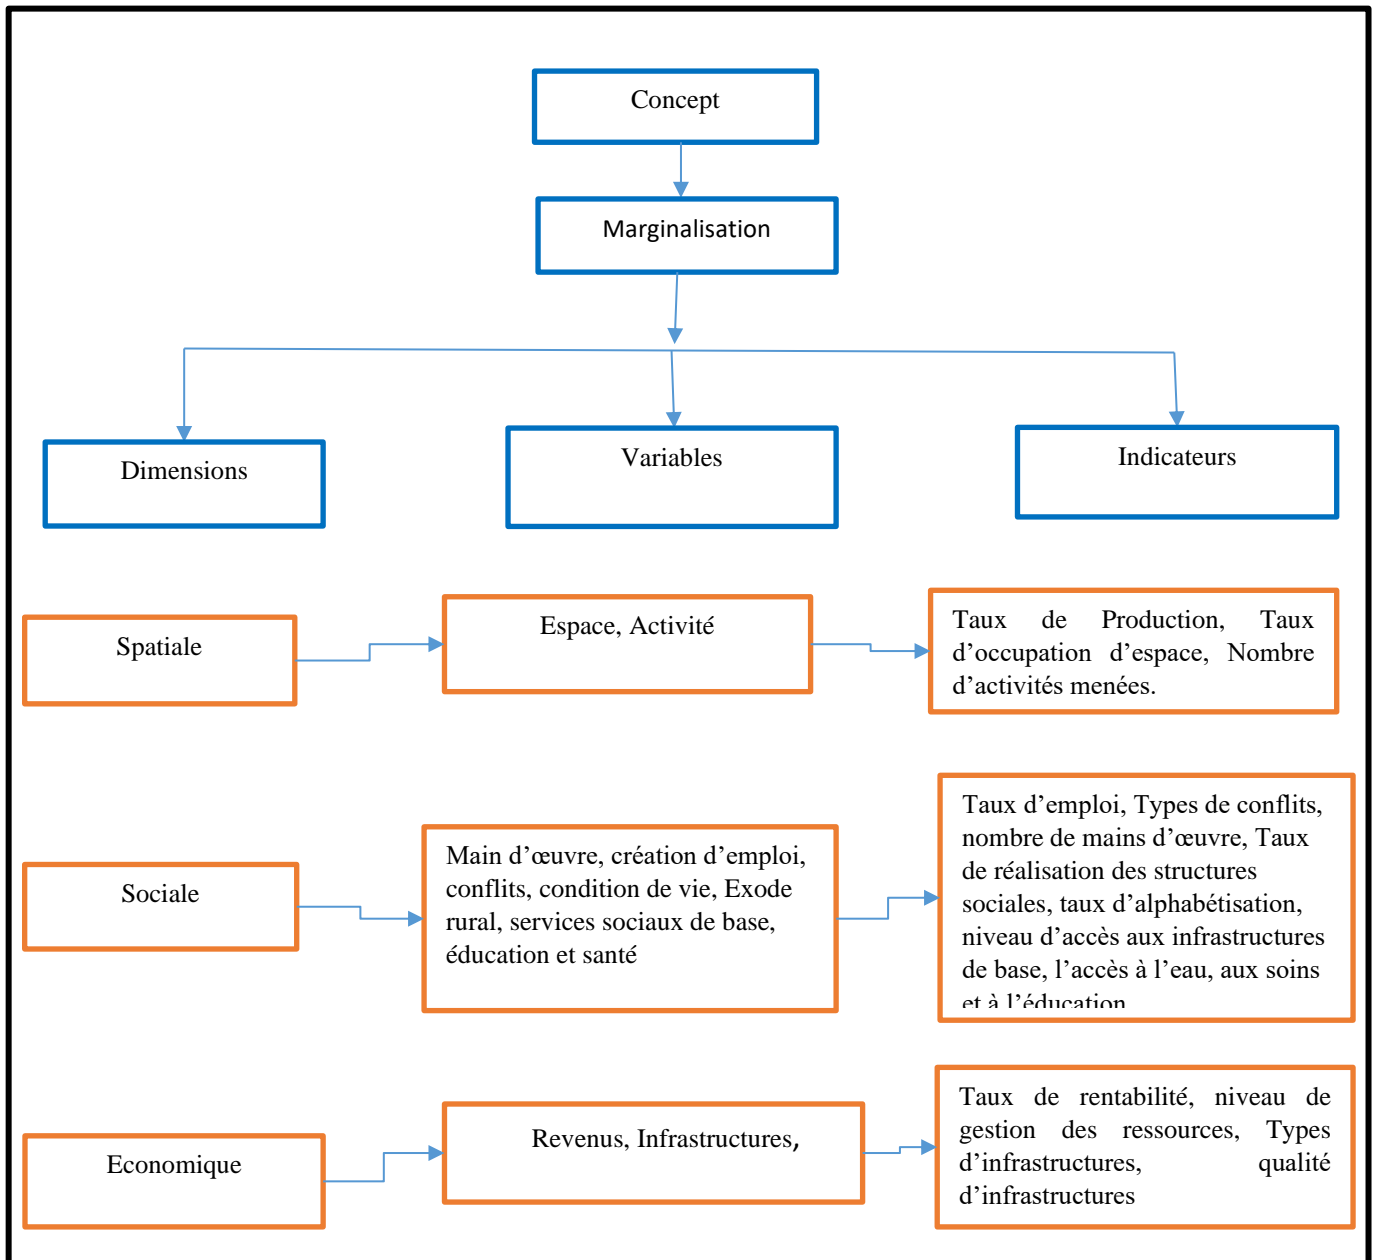 Concept
Marginalisation
Dimensions
Variables
Indicateurs
Spatiale
Espace, Activité
Taux de Production, Taux
d’occupation d’espace, Nombre
d’activités menées.
Sociale
Main d’œuvre, création d’emploi,
conflits, condition de vie, Exode
rural, services sociaux de base,
éducation et santé
Taux d’emploi, Types de conflits,
nombre de mains d’œuvre, Taux
de réalisation des structures
sociales, taux d’alphabétisation,
niveau d’accès aux infrastructures
de base, l’accès à l’eau, aux soins
et à l’éducation
Economique
Revenus, Infrastructures,
Taux de rentabilité, niveau de
gestion des ressources, Types
d’infrastructures, qualité
d’infrastructures